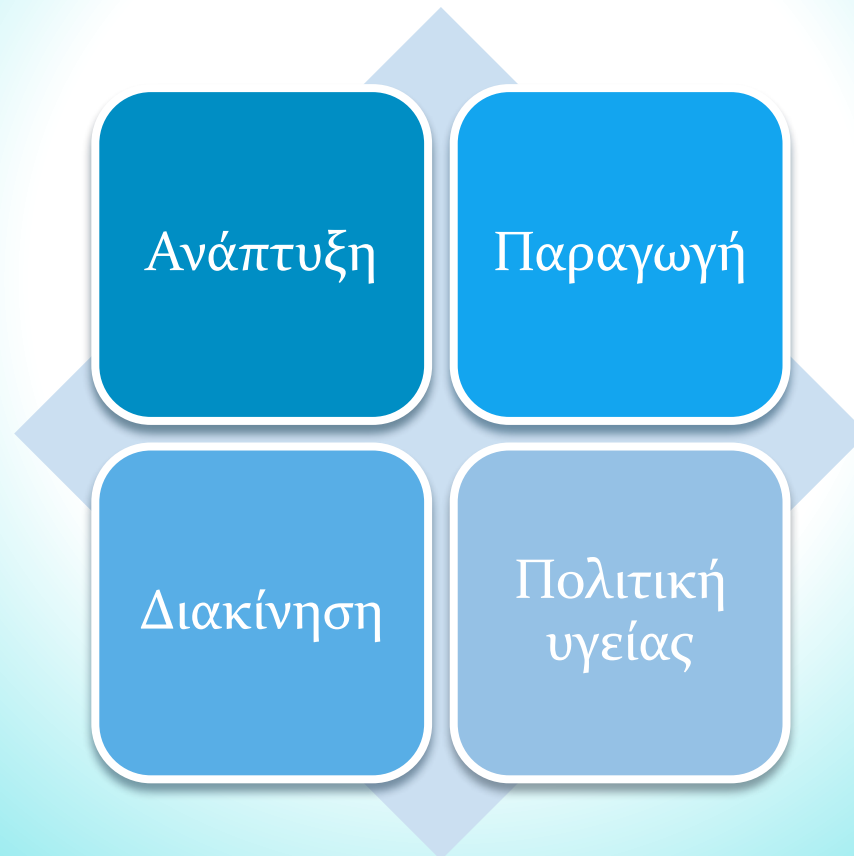 Ανάπτυξη
Παραγωγή
Διακίνηση
Πολιτική
υγείας